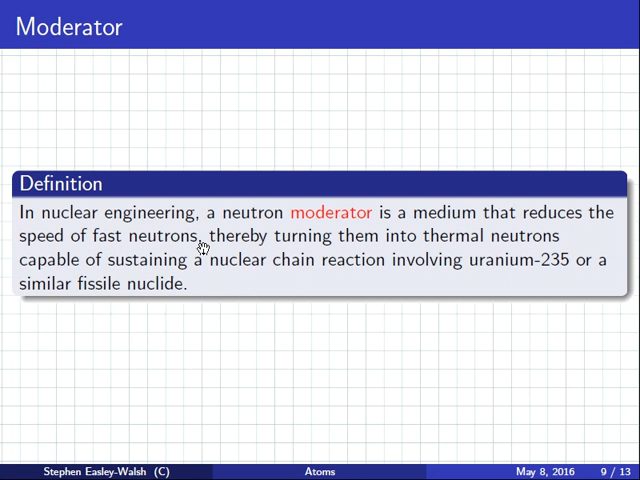 Moderator
Definition
In nuclear engineering, a neutron moderator is a medium that reduces the
speed of fast neutrons, thereby turning them into thermal neutrons
capable of sustaining a nuclear chain reaction involving uranium-235 or a
similar fissile nuclide.
Stephen Easley-Walsh (C) Atoms May 8, 2016 9 / 13